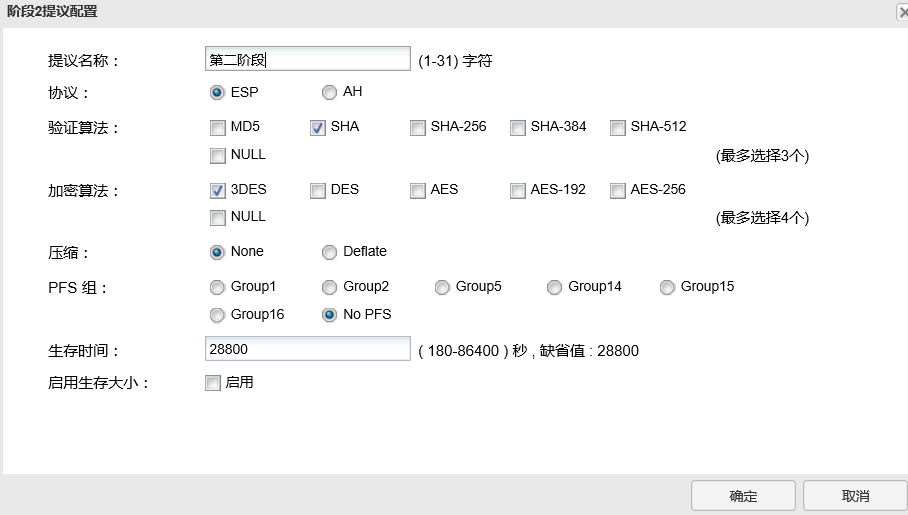 阶段2提议配置
提议名称： 第二阶段 (1-31) 字符
协议： ESP AH
验证算法： MD5 SHA SHA-256 SHA-384 SHA-512
NULL (最多选择3个)
加密算法： 3DES DES AES AES-192 AES-256
NULL (最多选择4个)
压缩： None Deflate
PFS 组： Group1 Group2 Group5 Group14 Group15
Group16 No PFS
生存时间： 28800 ( 180-86400 ) 秒 , 缺省值 : 28800
启用生存大小： 启用
确定 取消